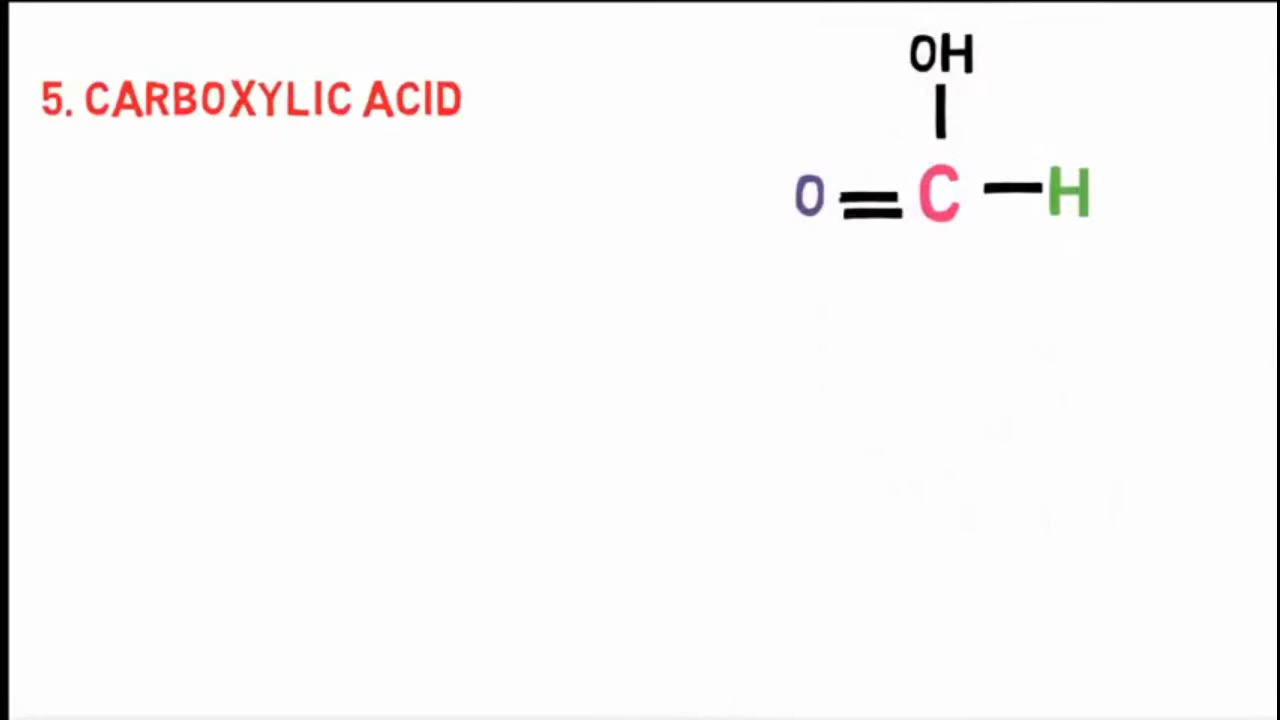 OH
5. CARBOXYLIC ACID
O = C - H